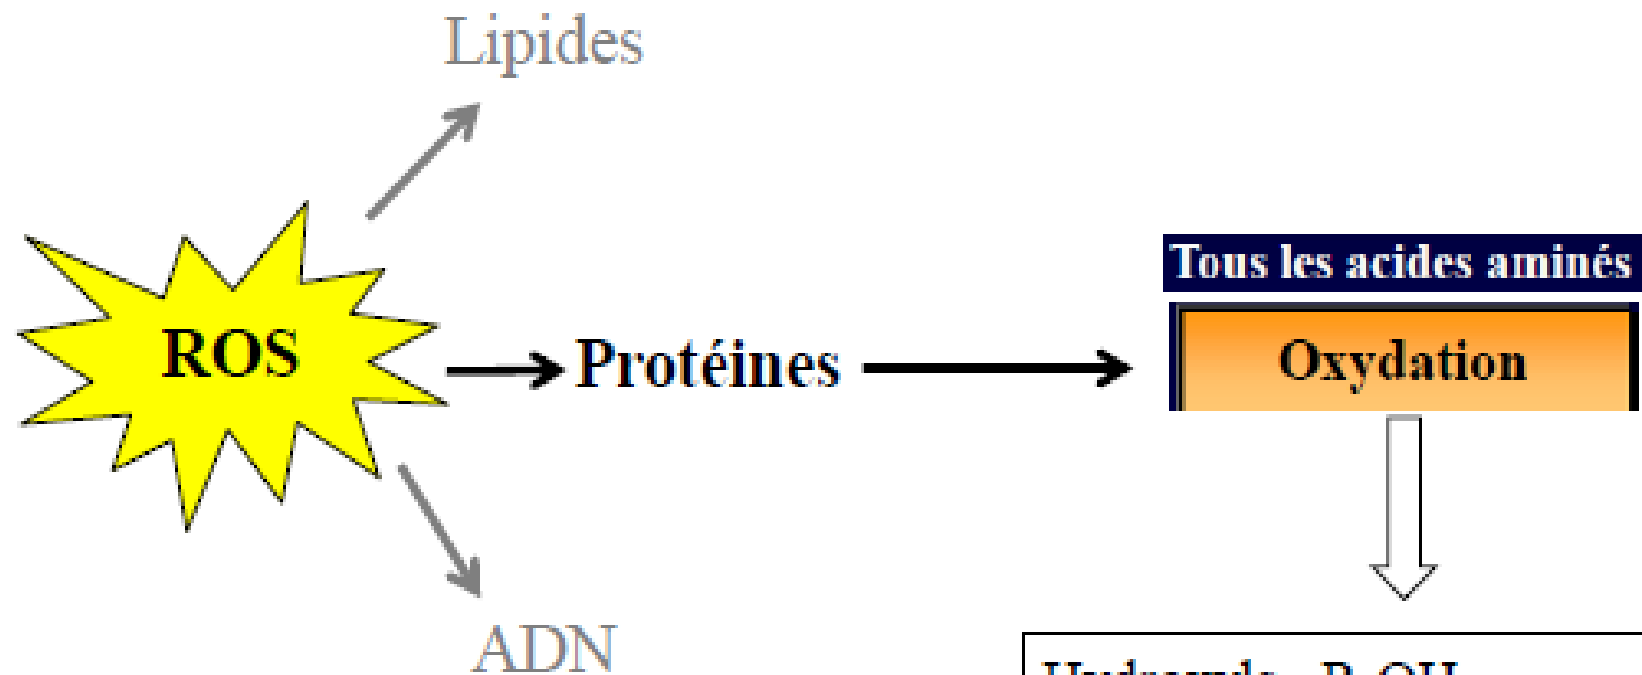 Lipides
Tous les acides aminés
ROS
Protéines
Oxydation
ADN